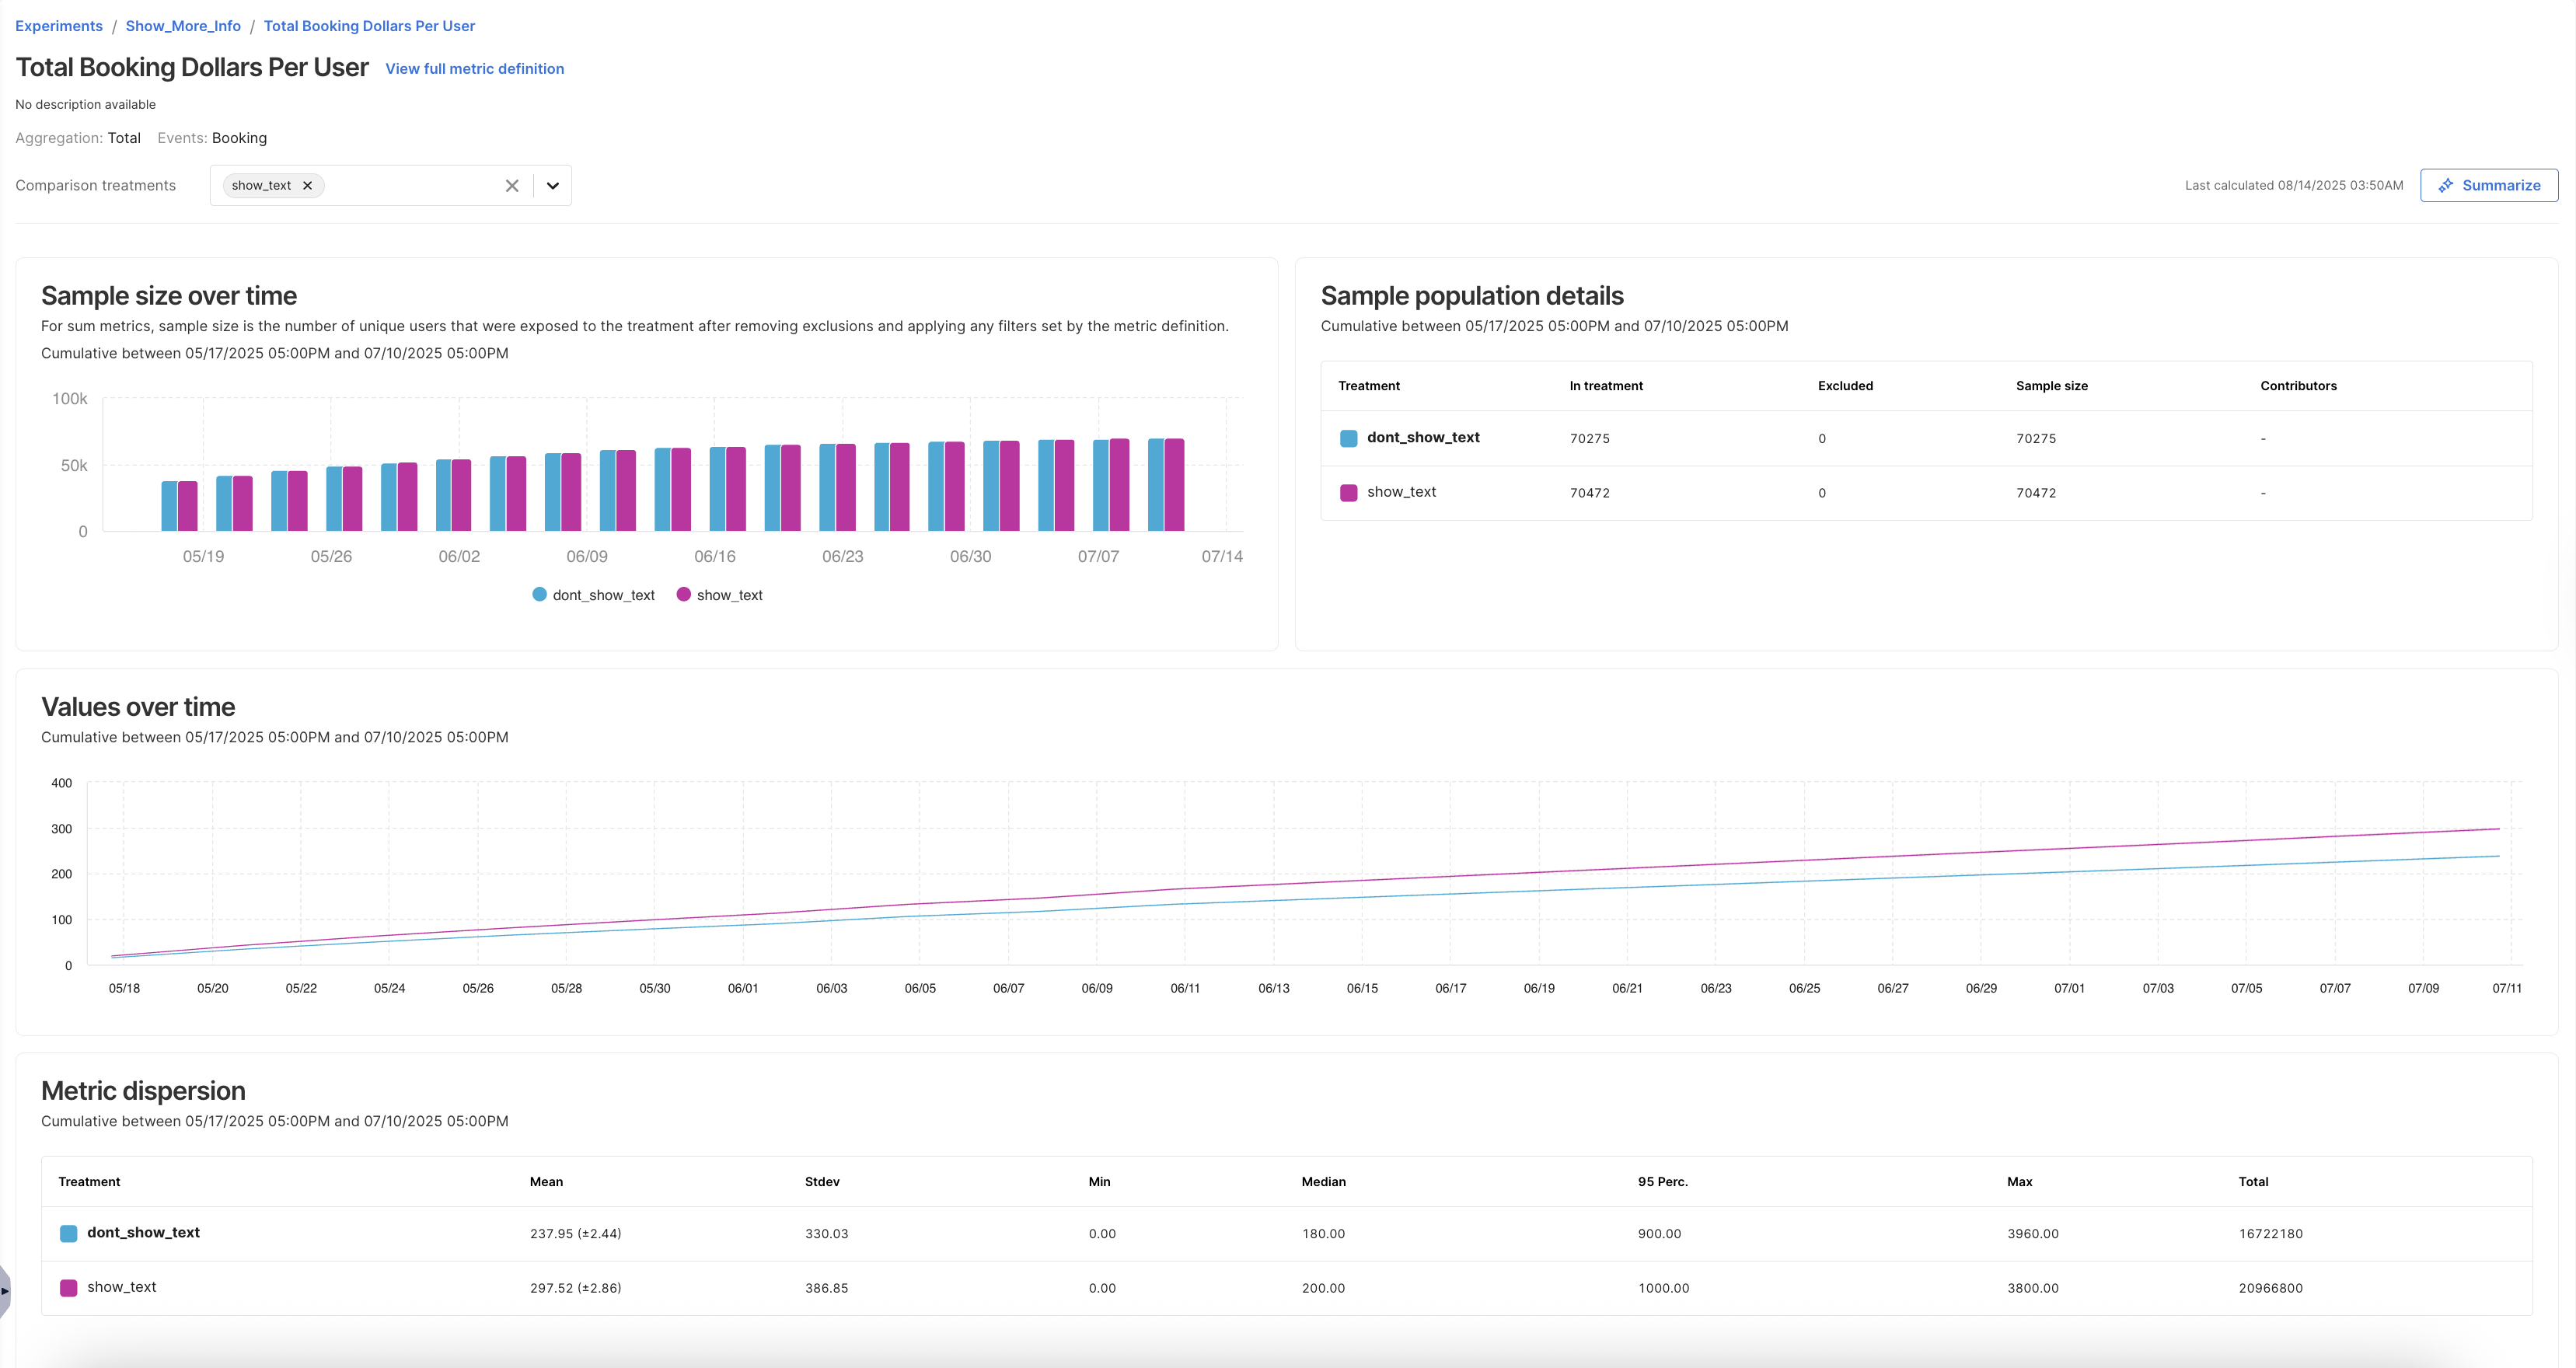 Experiments / Show_More_Info / Total Booking Dollars Per User
Total Booking Dollars Per User View full metric definition
No description available
Aggregation: Total Events: Booking
Comparison treatments show_text Last calculated 08/14/2025 03:50AM Summarize
Sample size over time
For sum metrics, sample size is the number of unique users that were exposed to the treatment after removing exclusions and applying any filters set by the metric definition.
Cumulative between 05/17/2025 05:00PM and 07/10/2025 05:00PM
100k
50k
0
05/19 05/26 06/02 06/09 06/16 06/23 06/30 07/07 07/14
dont_show_text show_text
Sample population details
Cumulative between 05/17/2025 05:00PM and 07/10/2025 05:00PM
Treatment In treatment Excluded Sample size Contributors
dont_show_text 70275 0 70275 -
show_text 70472 0 70472 -
Values over time
Cumulative between 05/17/2025 05:00PM and 07/10/2025 05:00PM
400
300
200
100
0
05/18 05/20 05/22 05/24 05/26 05/28 05/30 06/01 06/03 06/05 06/07 06/09 06/11 06/13 06/15 06/17 06/19 06/21 06/23 06/25 06/27 06/29 07/01 07/03 07/05 07/07 07/09 07/11
Metric dispersion
Cumulative between 05/17/2025 05:00PM and 07/10/2025 05:00PM
Treatment Mean Stdev Min Median 95 Perc. Max Total
dont_show_text 237.95 (±2.44) 330.03 0.00 180.00 900.00 3960.00 16722180
show_text 297.52 (±2.86) 386.85 0.00 200.00 1000.00 3800.00 20966800